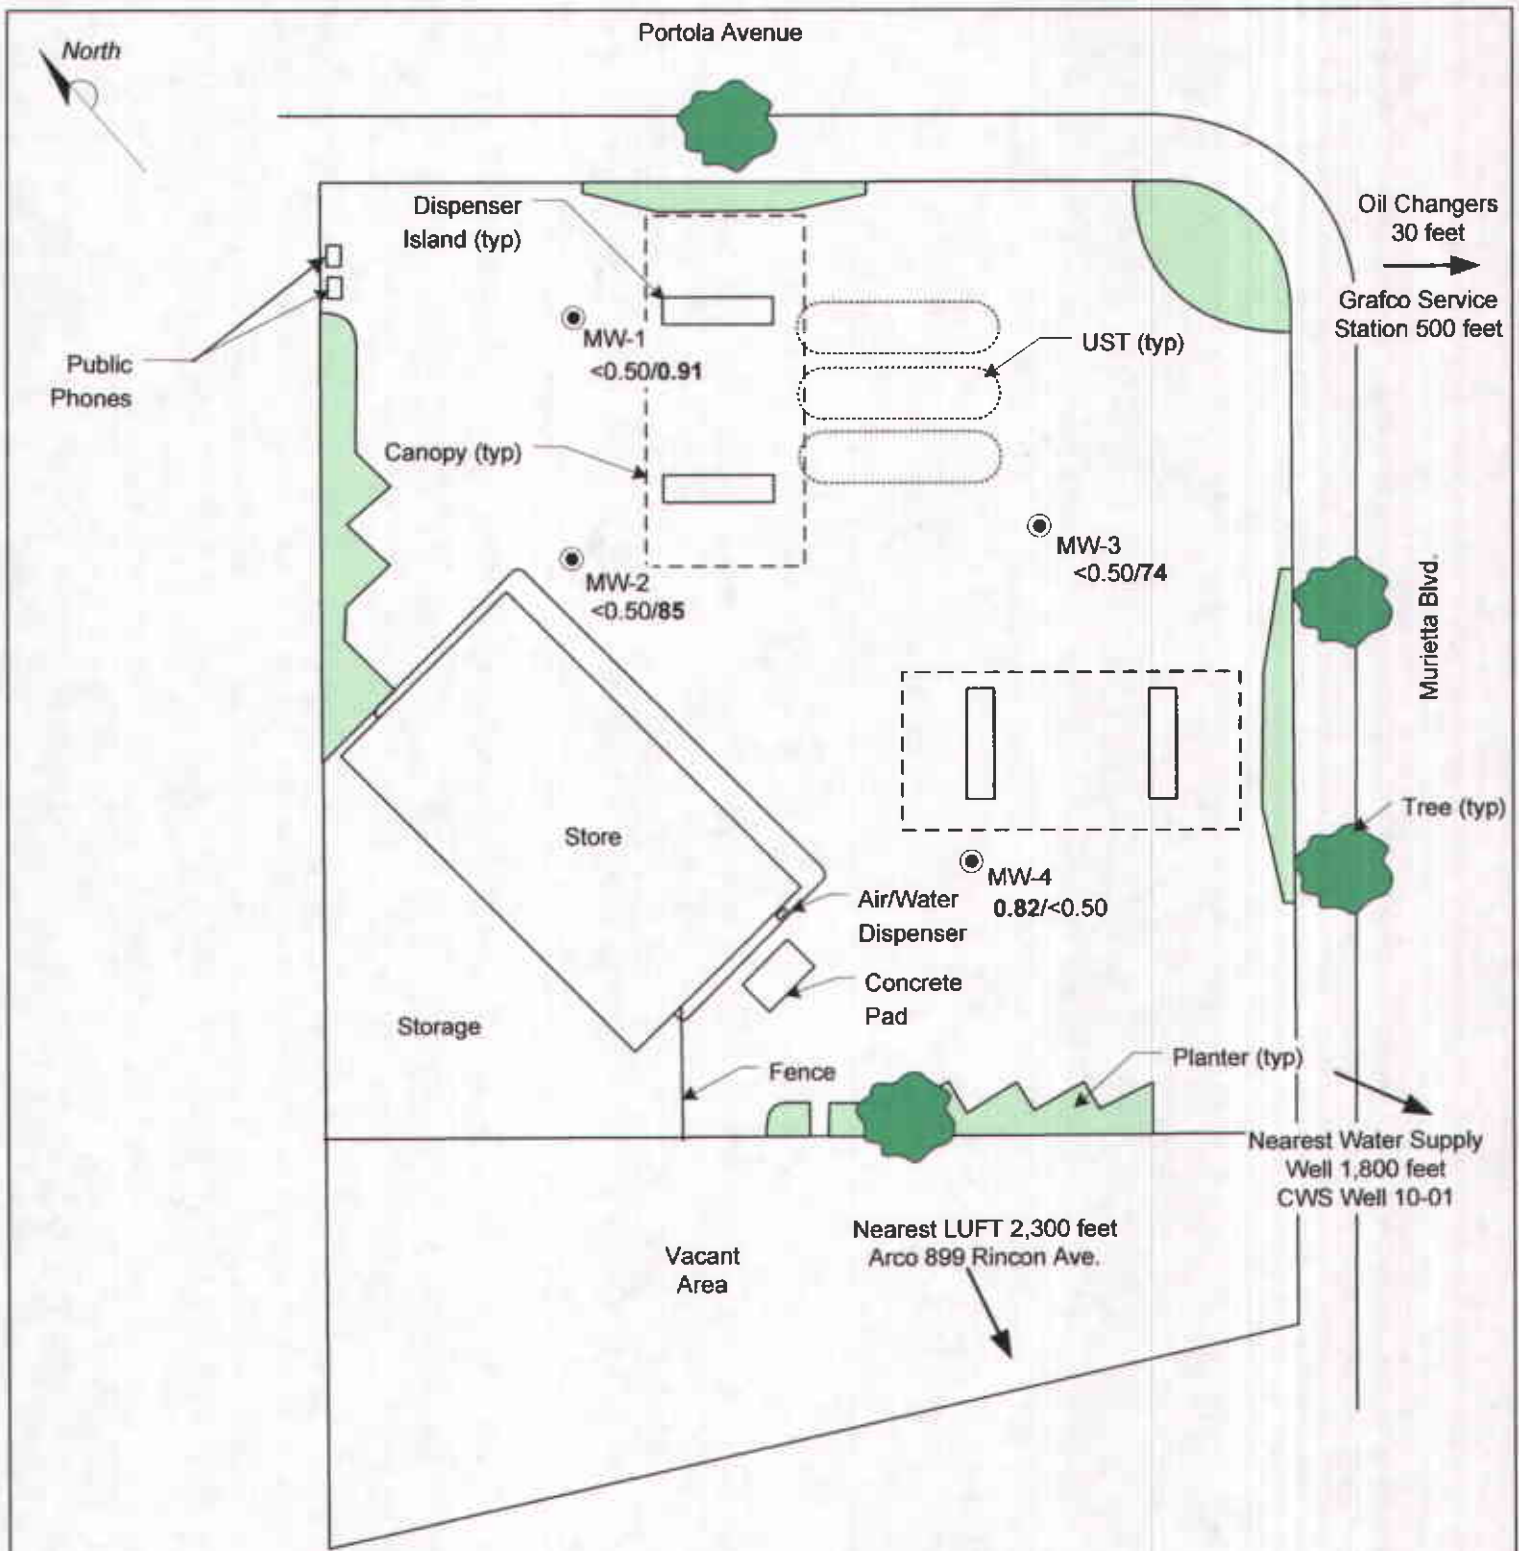 Portola Avenue
North
Dispenser
Island (typ)
Oil Changers
30 feet
Grafco Service
Station 500 feet
MW-1
<0.50/0.91
UST (typ)
Public
Phones
Canopy (typ)
MW-3
<0.50/74
MW-2
<0.50/85
Murietta Blvd.
Tree (typ)
Store
MW-4
0.82/<0.50
Air/Water
Dispenser
Concrete
Pad
Storage
Planter (typ)
Fence
Nearest Water Supply
Well 1,800 feet
CWS Well 10-01
Nearest LUFT 2,300 feet
Arco 899 Rincon Ave.
Vacant
Area